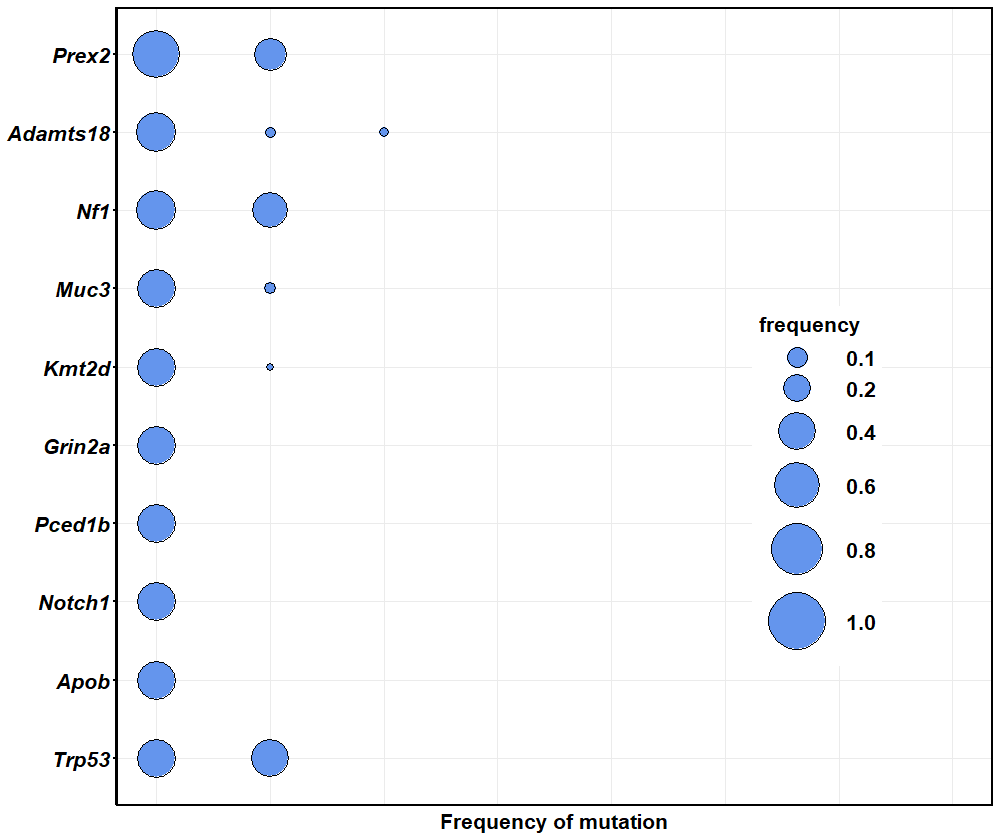 Prex2
Adamts18
Nf1
Muc3
Kmt2d
Grin2a
Pced1b
Notch1
Apob
Trp53
frequency
0.1
0.2
0.4
0.6
0.8
1.0
Frequency of mutation